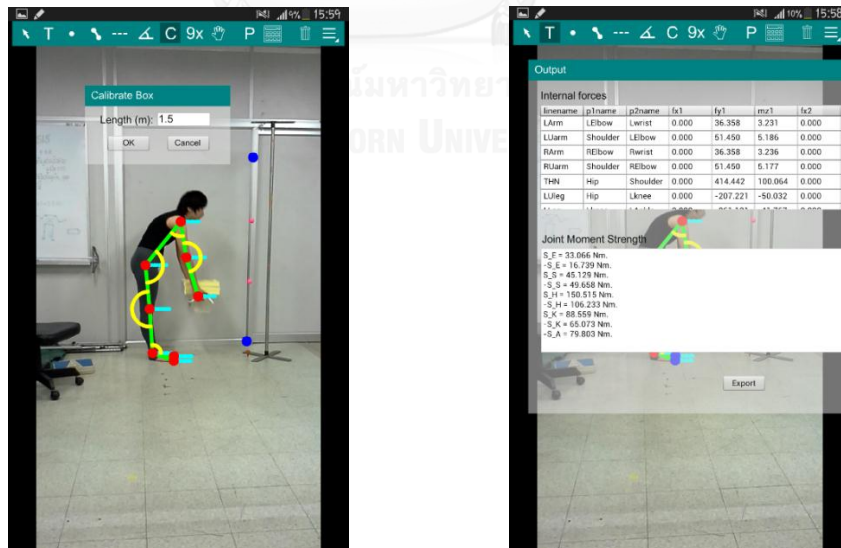 9% 15:59
T C 9x P
Calibrate Box
Length (m): 1.5
OK Cancel
10% 15:58
T C 9x P
Output
Internal forces
linename p1name p2name fx1 fy1 mz1 fx2
LArm LElbow Lwrist 0.000 36.358 3.231 0.000
LUarm Shoulder LElbow 0.000 51.450 5.186 0.000
RArm RElbow Rwrist 0.000 36.358 3.236 0.000
RUarm Shoulder RElbow 0.000 51.450 5.177 0.000
THN Hip Shoulder 0.000 414.442 100.064 0.000
LUleg Hip Lknee 0.000 -207.221 -50.032 0.000
Joint Moment Strength
S_E = 33.066 Nm.
-S_E = 16.739 Nm.
S_S = 45.129 Nm.
-S_S = 49.658 Nm.
S_H = 150.515 Nm.
-S_H = 106.233 Nm.
S_K = 88.559 Nm.
-S_K = 65.073 Nm.
-S_A = 79.803 Nm.
Export